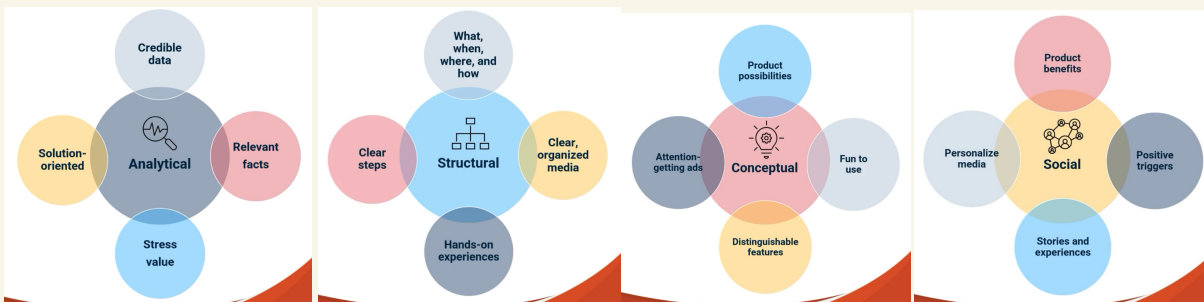 Credible
data
Solution-
oriented
Analytical
Relevant
facts
Stress
value
What,
when,
where, and
how
Clear
steps
Structural
Clear,
organized
media
Hands-on
experiences
Product
possibilities
Attention-
getting ads
Conceptual
Fun to
use
Distinguishable
features
Product
benefits
Personalize
media
Social
Positive
triggers
Stories and
experiences